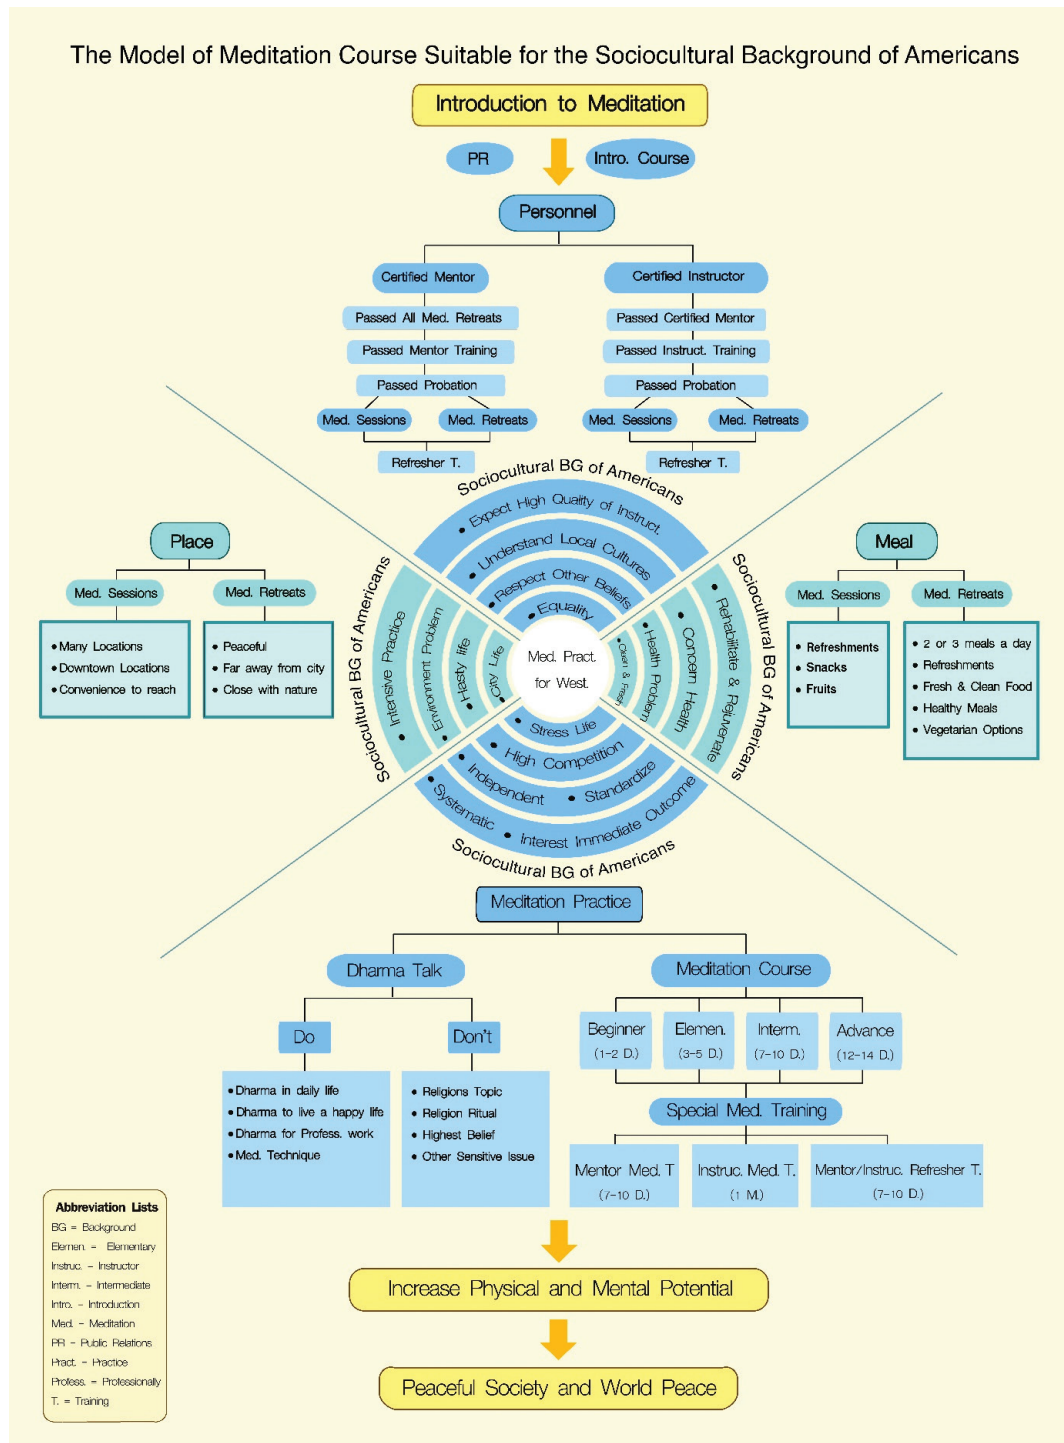 The Model of Meditation Course Suitable for the Sociocultural Background of Americans
Introduction to Meditation
PR
Intro. Course
Personnel
Certified Mentor
Certified Instructor
Passed All Med. Retreats
Passed Certified Mentor
Passed Mentor Training
Passed Instruct. Training
Passed Probation
Passed Probation
Med. Sessions
Med. Retreats
Med. Sessions
Med. Retreats
Refresher T.
Refresher T.
Sociocultural BG of Americans
• Expect High Quality of Instruct.
• Understand Local Cultures
• Respect Other Beliefs
• Equality
Place
Med. Sessions
Med. Retreats
• Many Locations
• Downtown Locations
• Convenience to reach
• Peaceful
• Far away from city
• Close with nature
Sociocultural BG of Americans
• Intensive Practice
• Environment Problem
• Hasty life
• City Life
Med. Pract.
for West.
• Clean & Fresh
• Health Problem
• Concern Health
• Rehabilitate & Rejuvenate
Sociocultural BG of Americans
Meal
Med. Sessions
Med. Retreats
• Refreshments
• Snacks
• Fruits
• 2 or 3 meals a day
• Refreshments
• Fresh & Clean Food
• Healthy Meals
• Vegetarian Options
• Stress Life
• High Competition
• Independent • Standardize
• Systematic • Interest Immediate Outcome
Sociocultural BG of Americans
Meditation Practice
Dharma Talk
Meditation Course
Do
Don't
• Dharma in daily life
• Dharma to live a happy life
• Dharma for Profess. work
• Med. Technique
• Religions Topic
• Religion Ritual
• Highest Belief
• Other Sensitive Issue
Beginner
(1-2 D.)
Elemen.
(3-5 D.)
Interm.
(7-10 D.)
Advance
(12-14 D.)
Special Med. Training
Mentor Med. T
(7-10 D.)
Instruc. Med. T.
(1 M.)
Mentor/Instruc. Refresher T.
(7-10 D.)
Increase Physical and Mental Potential
Peaceful Society and World Peace
Abbreviation Lists
BG = Background
Elemen. = Elementary
Instruc. - Instructor
Interm. - Intermediate
Intro. - Introduction
Med. - Meditation
PR - Public Relations
Pract. - Practice
Profess. - Professionally
T. = Training